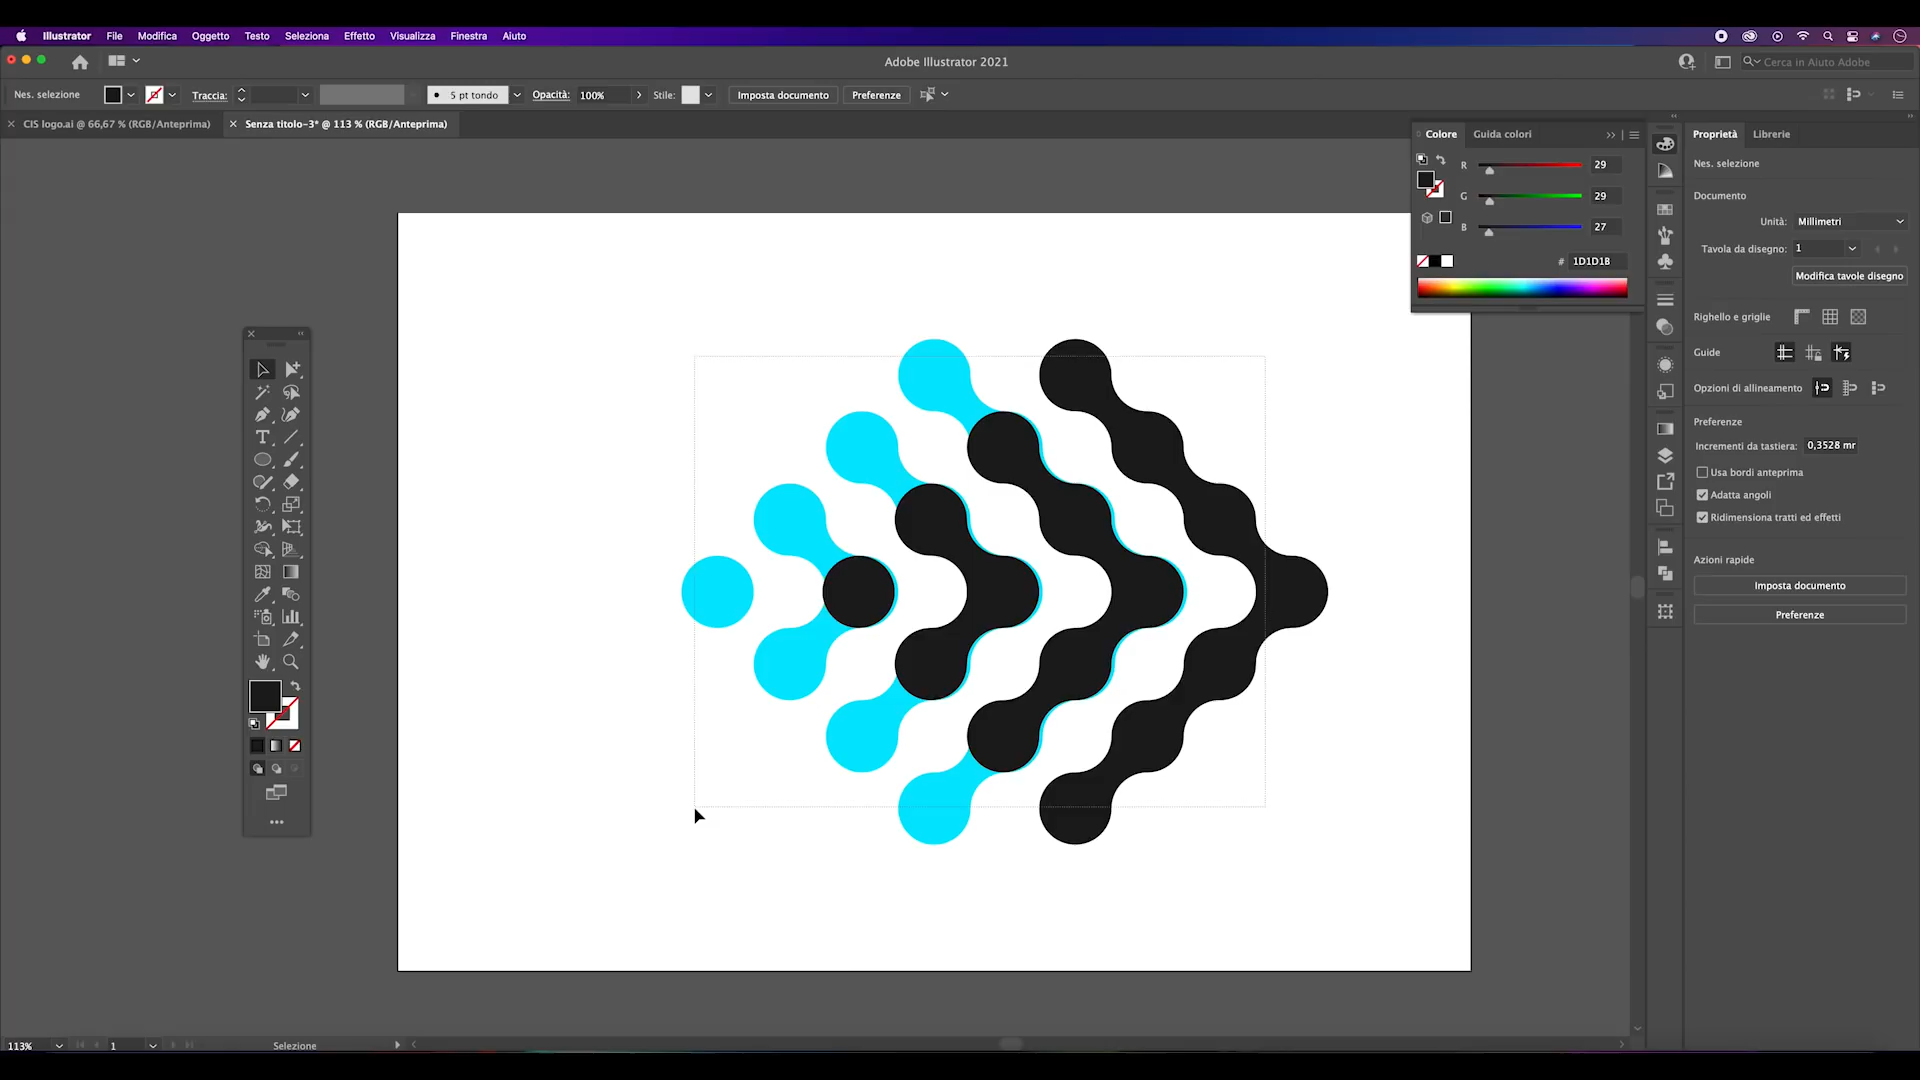 Illustrator File Modifica Oggetto Testo Seleziona Effetto Visualizza Finestra Aiuto
Adobe Illustrator 2021
Cerca in Aiuto Adobe
Nes. selezione
Traccia:
5 pt tondo
Opacità: 100%
Stile:
Imposta documento
Preferenze
CIS logo.ai @ 66,67 % (RGB/Anteprima)
Senza titolo-3* @ 113 % (RGB/Anteprima)
Colore
Guida colori
R 29
G 29
B 27
# 1D1D1B
Proprietà
Librerie
Nes. selezione
Documento
Unità: Millimetri
Tavola da disegno: 1
Modifica tavole disegno
Righello e griglie
Guide
Opzioni di allineamento
Preferenze
Incrementi da tastiera: 0,3528 mr
Usa bordi anteprima
Adatta angoli
Ridimensiona tratti ed effetti
Azioni rapide
Imposta documento
Preferenze
113%
1
Selezione